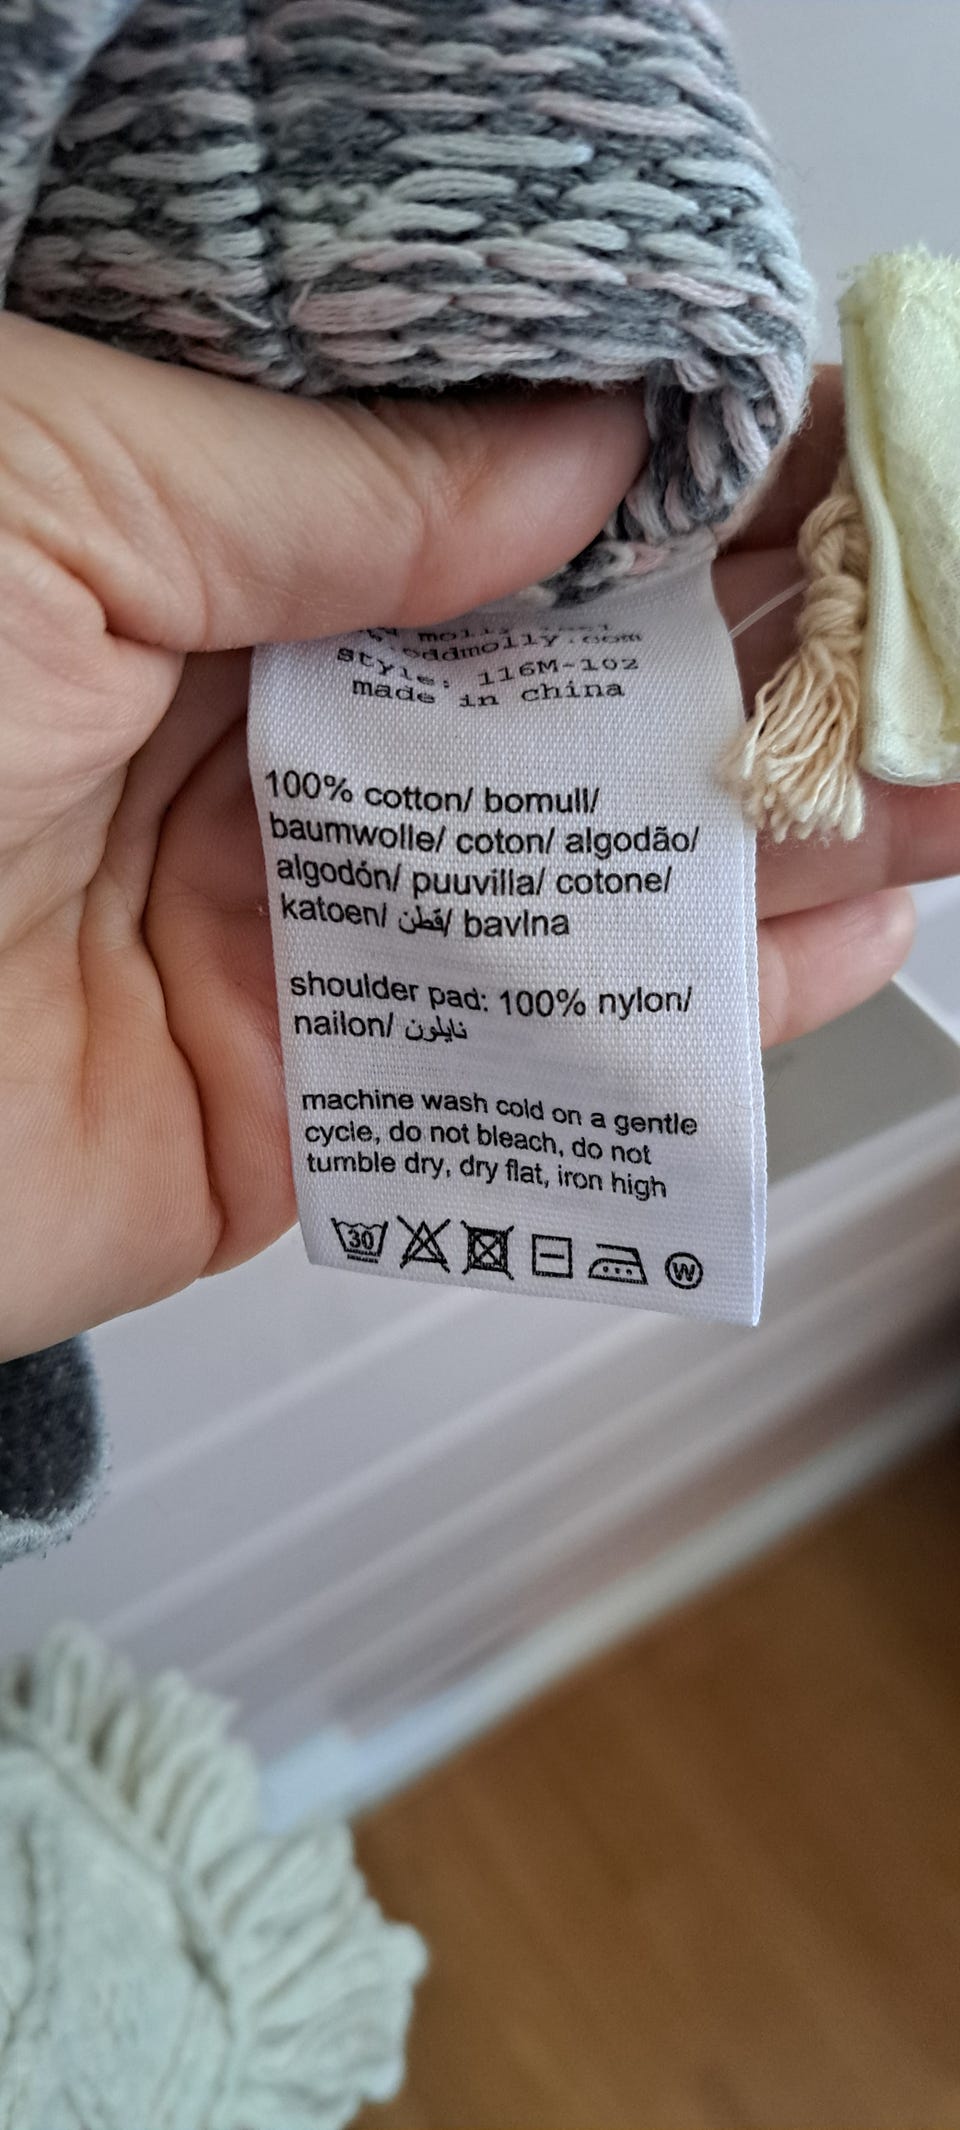 oddmolly.com
style: 116M-102
made in china
100% cotton/ bomull/
baumwolle/ coton/ algodão/
algodón/ puuvilla/ cotone/
katoen/ قطن/ bavlna
shoulder pad: 100% nylon/
nailon/ نايلون
machine wash cold on a gentle
cycle, do not bleach, do not
tumble dry, dry flat, iron high
30 W